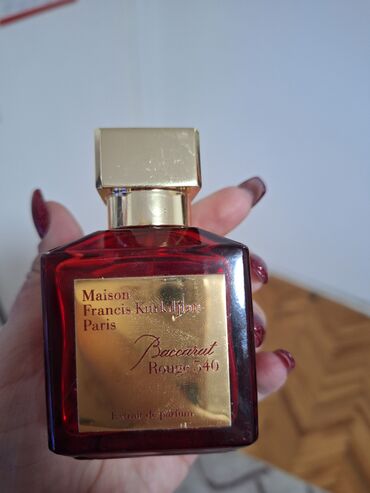 Maison
Francis Kurkdjian
Paris
Baccarat
Rouge 540
Extrait de parfum